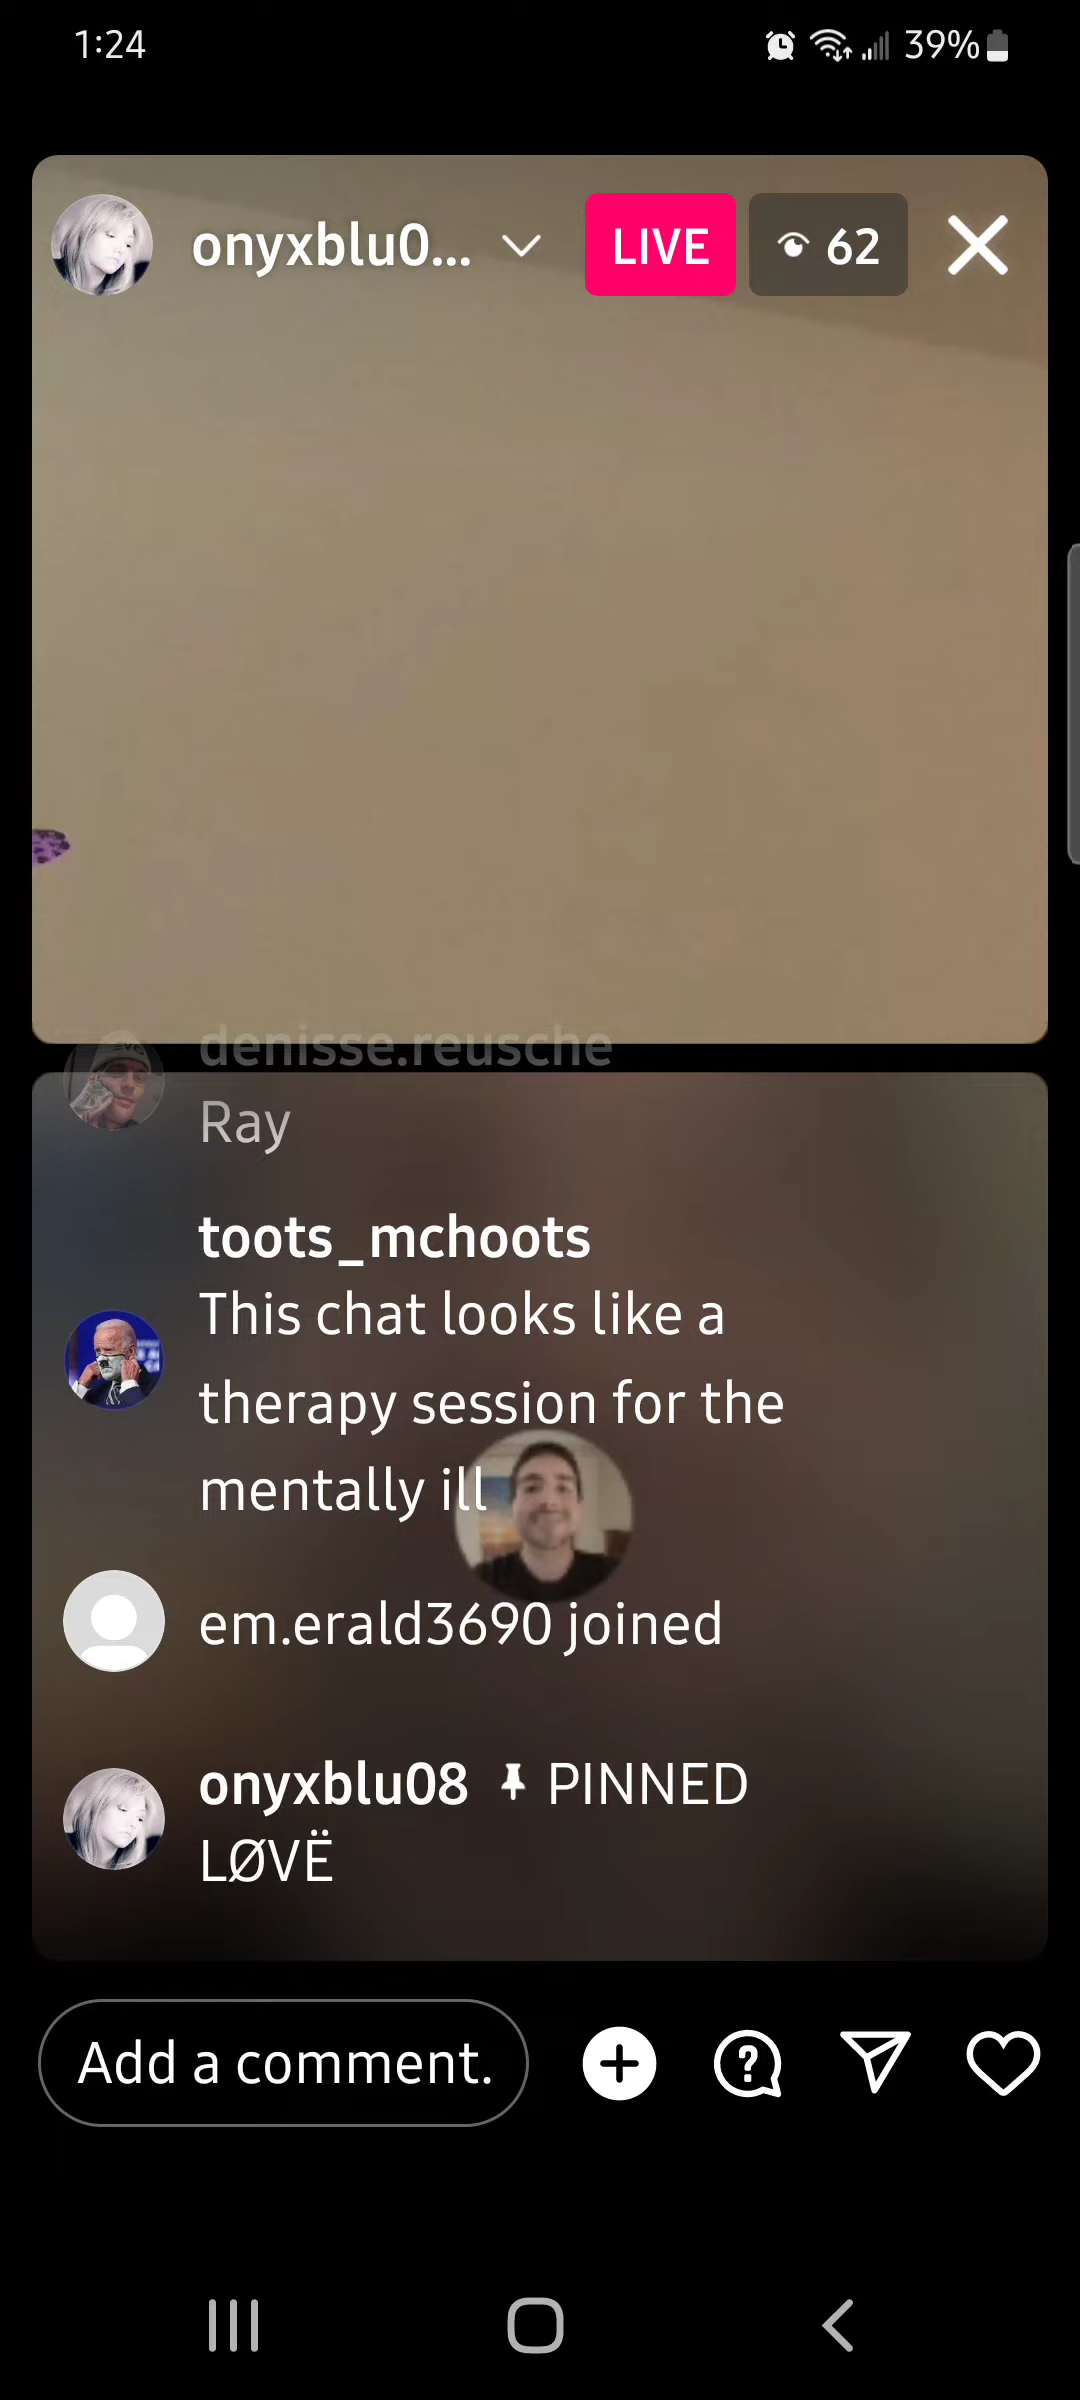 1:24
39%
onyxblu0...
LIVE
62
denisse.reusche
Ray
toots_mchoots
This chat looks like a
therapy session for the
mentally ill
em.erald3690 joined
onyxblu08 PINNED
LØVË
Add a comment.